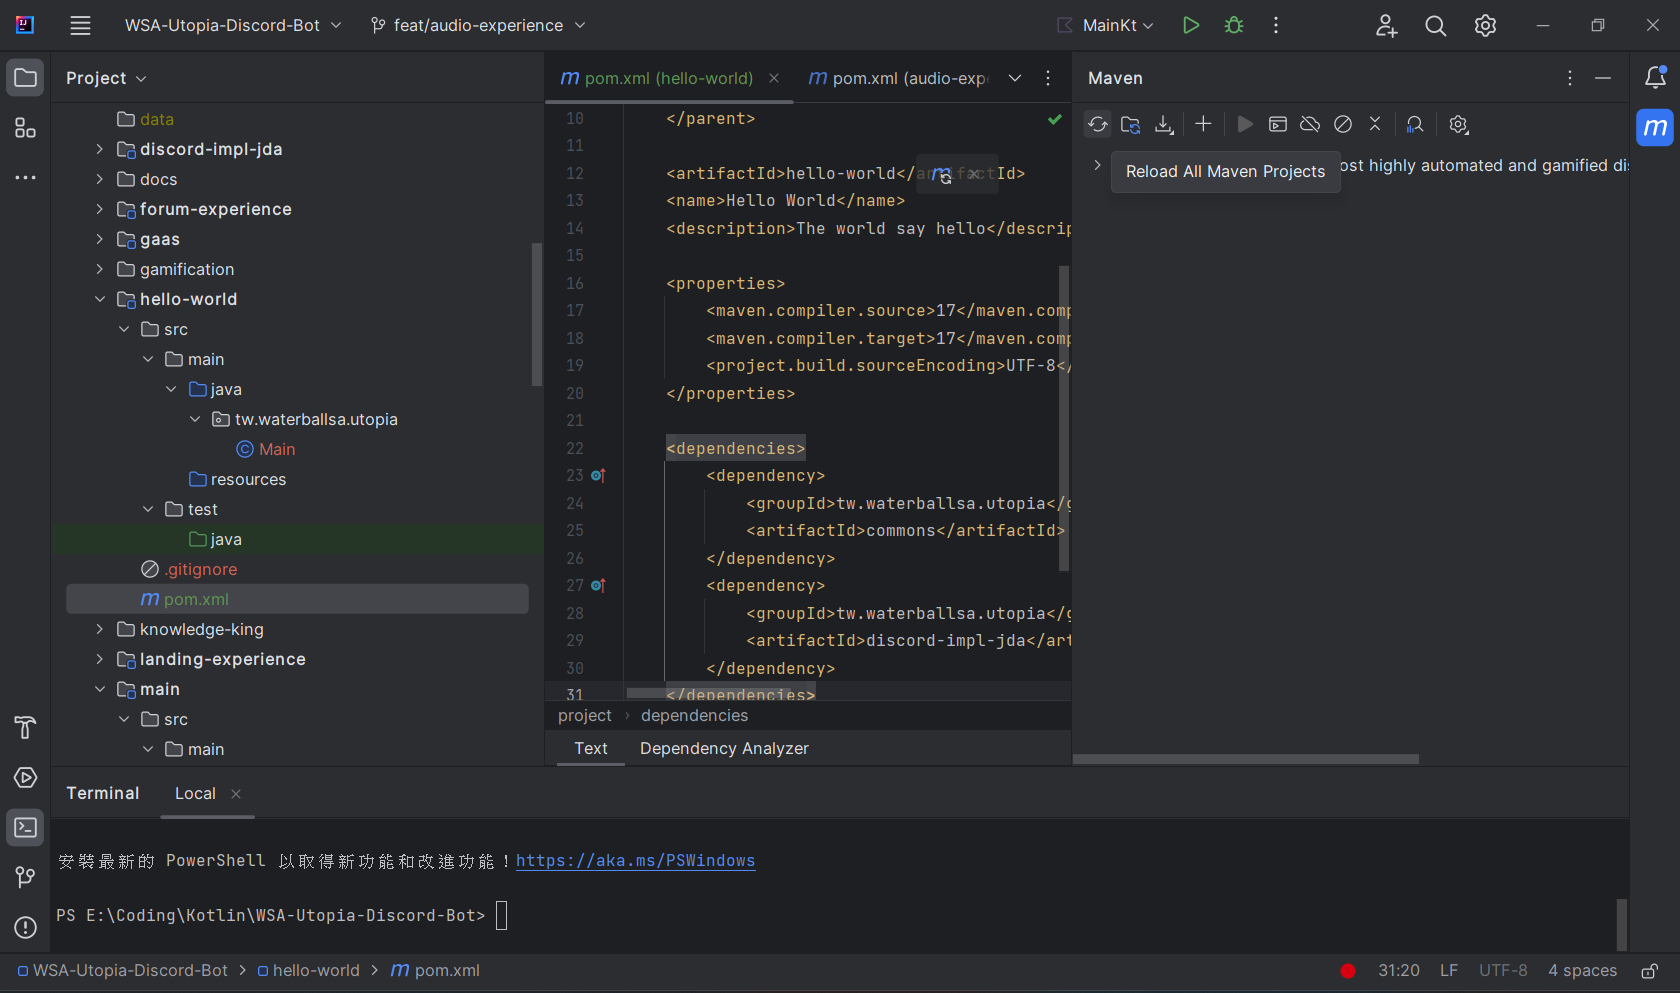 WSA-Utopia-Discord-Bot
feat/audio-experience
MainKt
Project
data
discord-impl-jda
docs
forum-experience
gaas
gamification
hello-world
src
main
java
tw.waterballsa.utopia
Main
resources
test
java
.gitignore
pom.xml
knowledge-king
landing-experience
main
src
main
pom.xml (hello-world)
pom.xml (audio-exp
10 </parent>
11
12 <artifactId>hello-world</artifactId>
13 <name>Hello World</name>
14 <description>The world say hello</descrip
15
16 <properties>
17 <maven.compiler.source>17</maven.comp
18 <maven.compiler.target>17</maven.comp
19 <project.build.sourceEncoding>UTF-8</
20 </properties>
21
22 <dependencies>
23 <dependency>
24 <groupId>tw.waterballsa.utopia</g
25 <artifactId>commons</artifactId>
26 </dependency>
27 <dependency>
28 <groupId>tw.waterballsa.utopia</g
29 <artifactId>discord-impl-jda</art
30 </dependency>
31 </dependencies>
project › dependencies
Text Dependency Analyzer
Maven
Reload All Maven Projects
ost highly automated and gamified di
Terminal Local
安裝最新的 PowerShell 以取得新功能和改進功能！https://aka.ms/PSWindows
PS E:\Coding\Kotlin\WSA-Utopia-Discord-Bot>
WSA-Utopia-Discord-Bot > hello-world > pom.xml
31:20 LF UTF-8 4 spaces